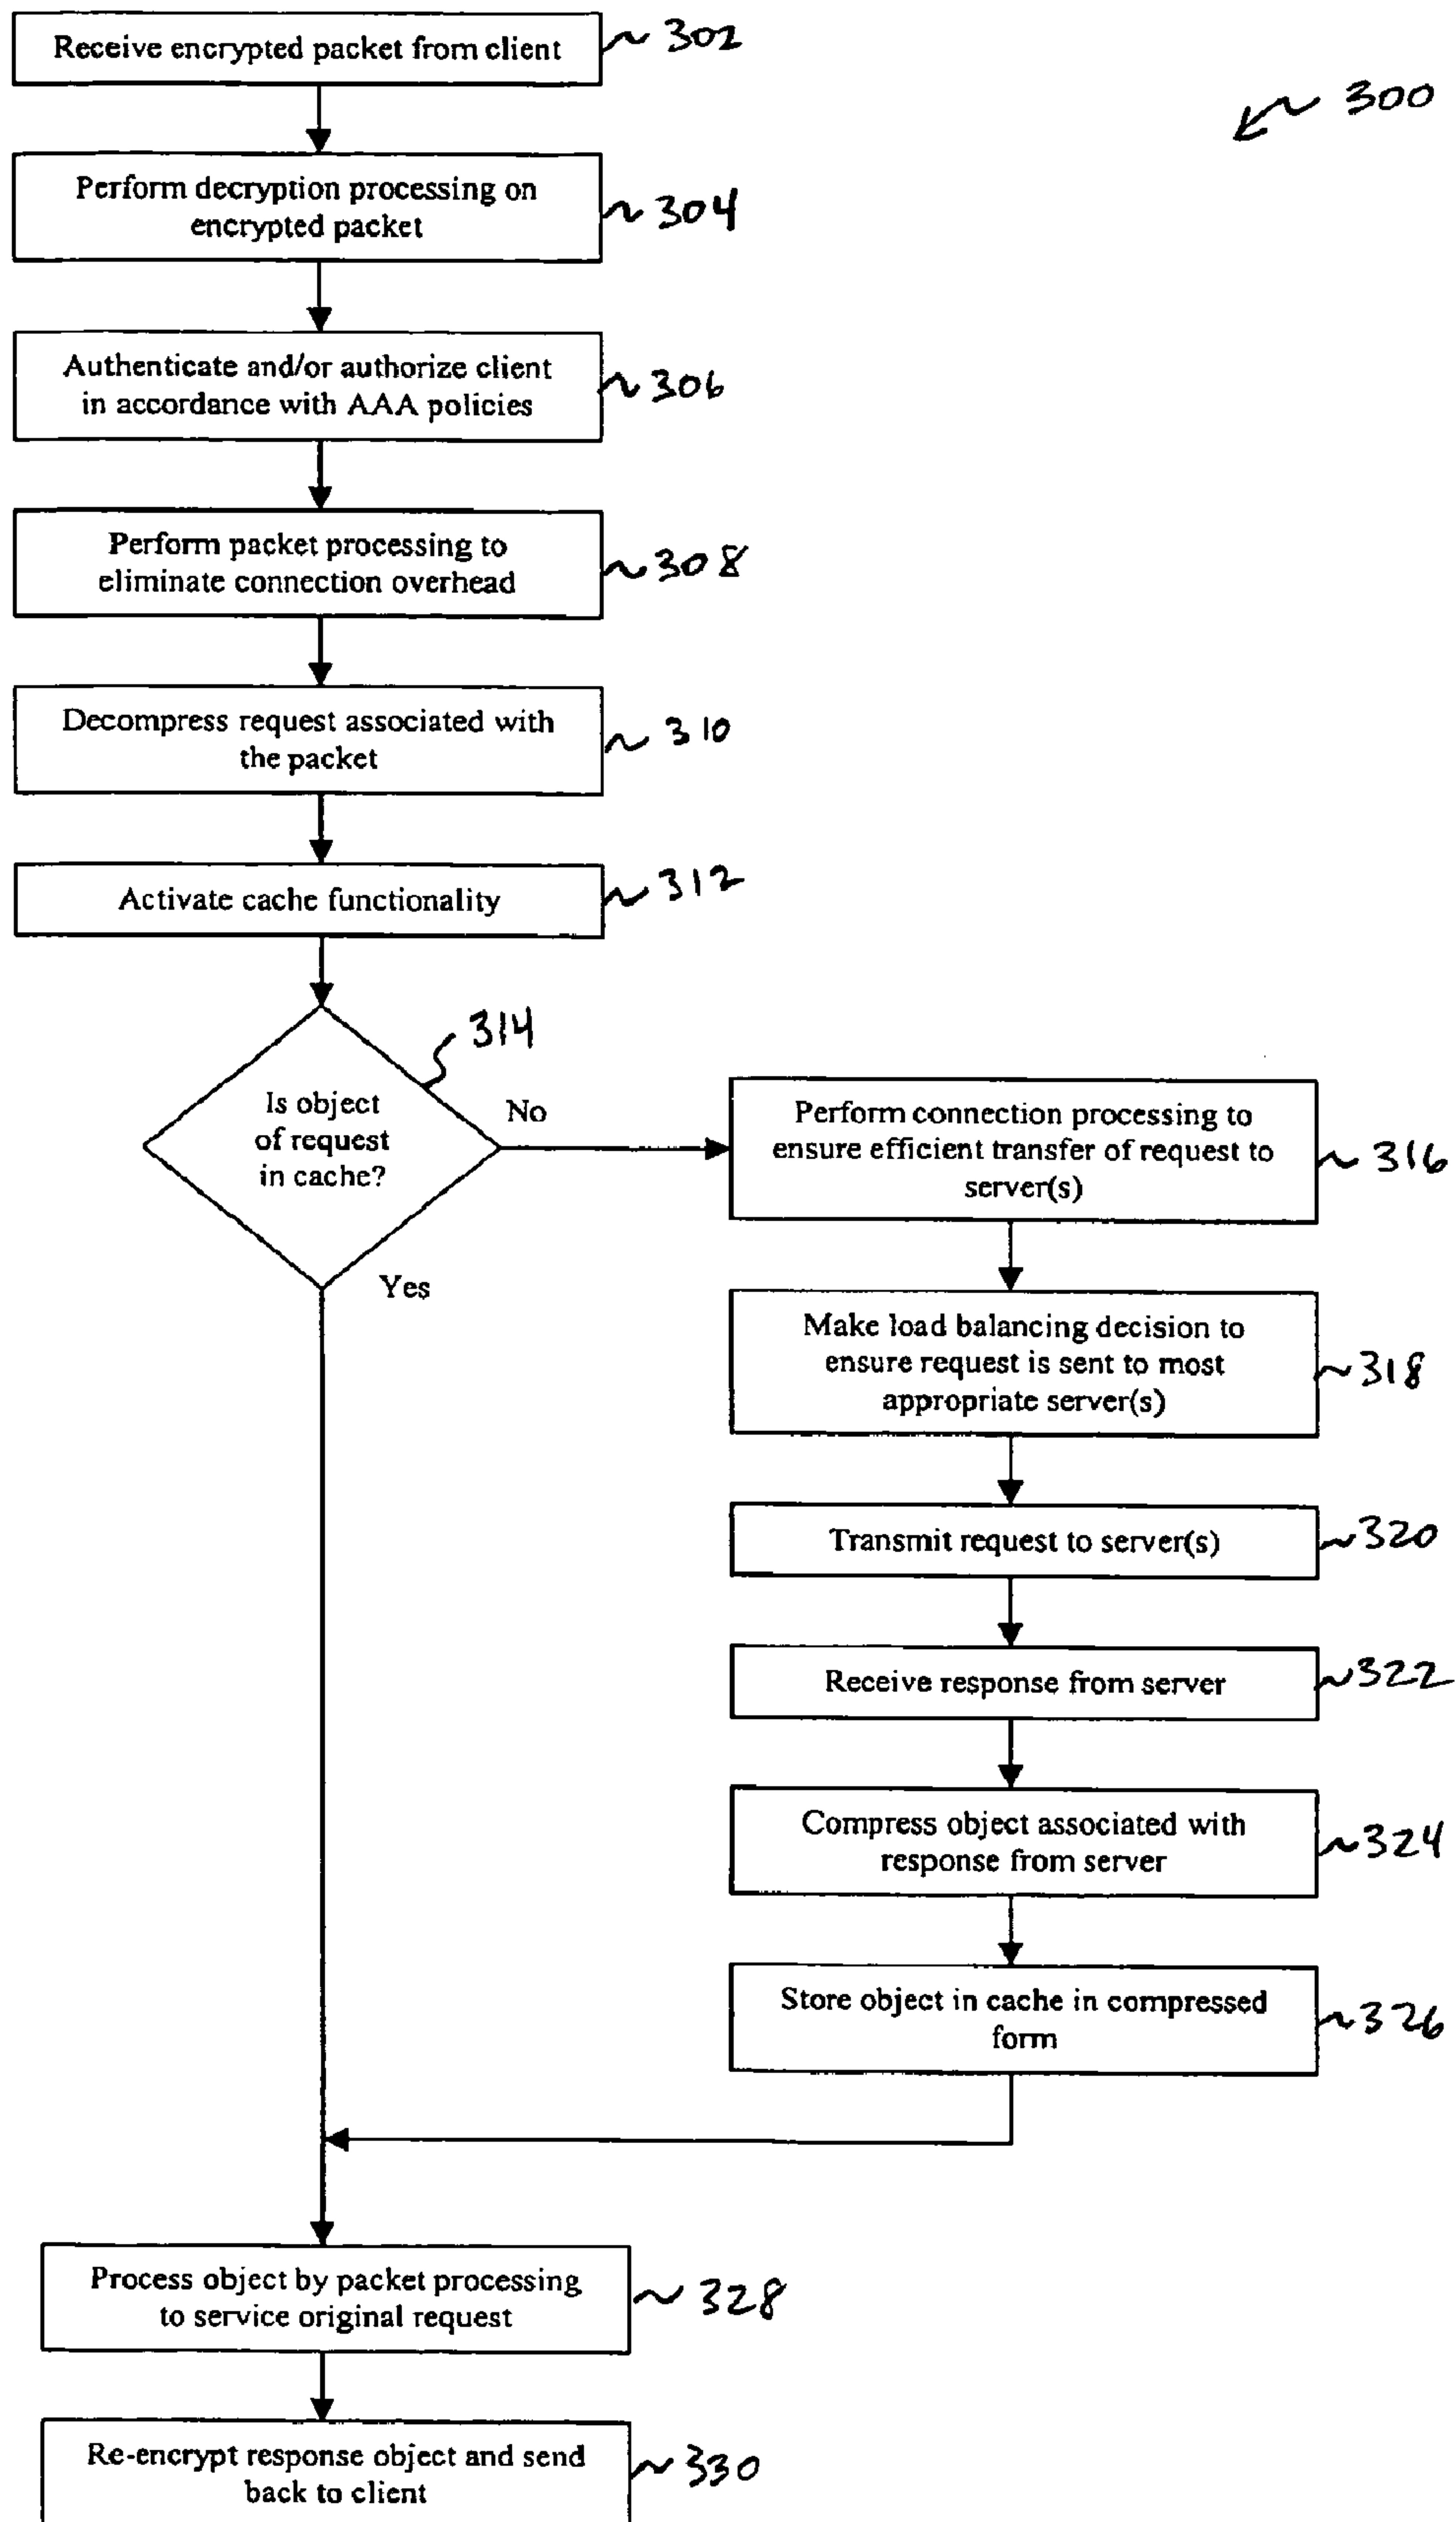 Receive encrypted packet from client
302
300
Perform decryption processing on
encrypted packet
304
Authenticate and/or authorize client
in accordance with AAA policies
306
Perform packet processing to
eliminate connection overhead
308
Decompress request associated with
the packet
310
Activate cache functionality
312
314
Is object
of request
in cache?
No
Yes
Perform connection processing to
ensure efficient transfer of request to
server(s)
316
Make load balancing decision to
ensure request is sent to most
appropriate server(s)
318
Transmit request to server(s)
320
Receive response from server
322
Compress object associated with
response from server
324
Store object in cache in compressed
form
326
Process object by packet processing
to service original request
328
Re-encrypt response object and send
back to client
330